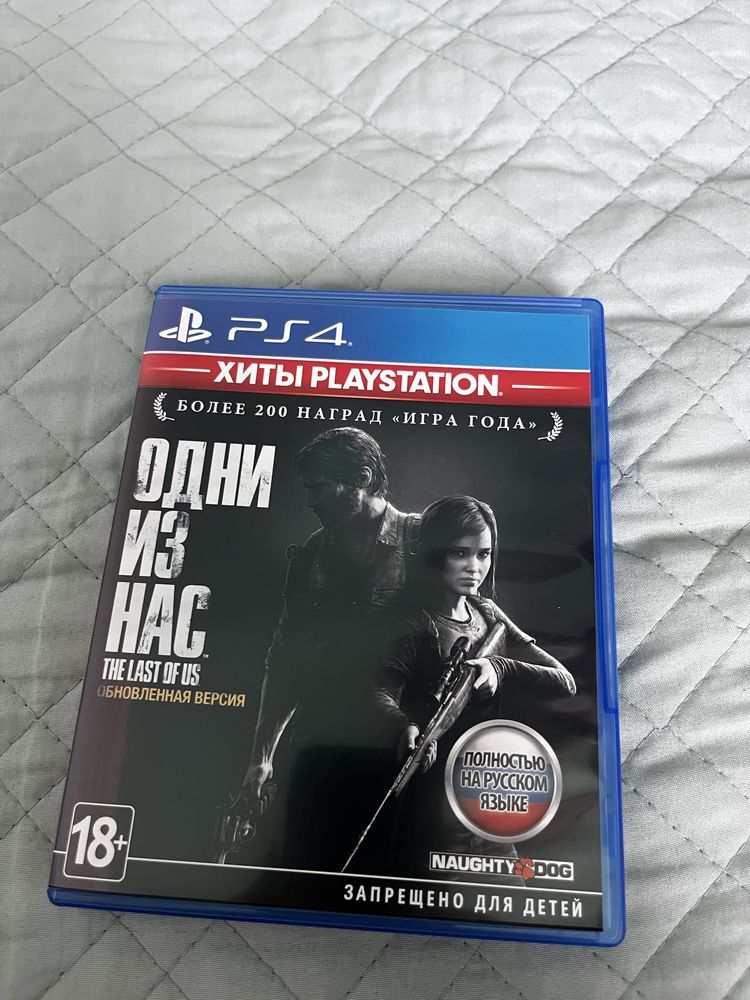 PS4
ХИТЫ PLAYSTATION
БОЛЕЕ 200 НАГРАД «ИГРА ГОДА»
ОДНИ
ИЗ
НАС™
THE LAST OF US
ОБНОВЛЕННАЯ ВЕРСИЯ
ПОЛНОСТЬЮ
НА РУССКОМ
ЯЗЫКЕ
18+
NAUGHTY DOG
ЗАПРЕЩЕНО ДЛЯ ДЕТЕЙ